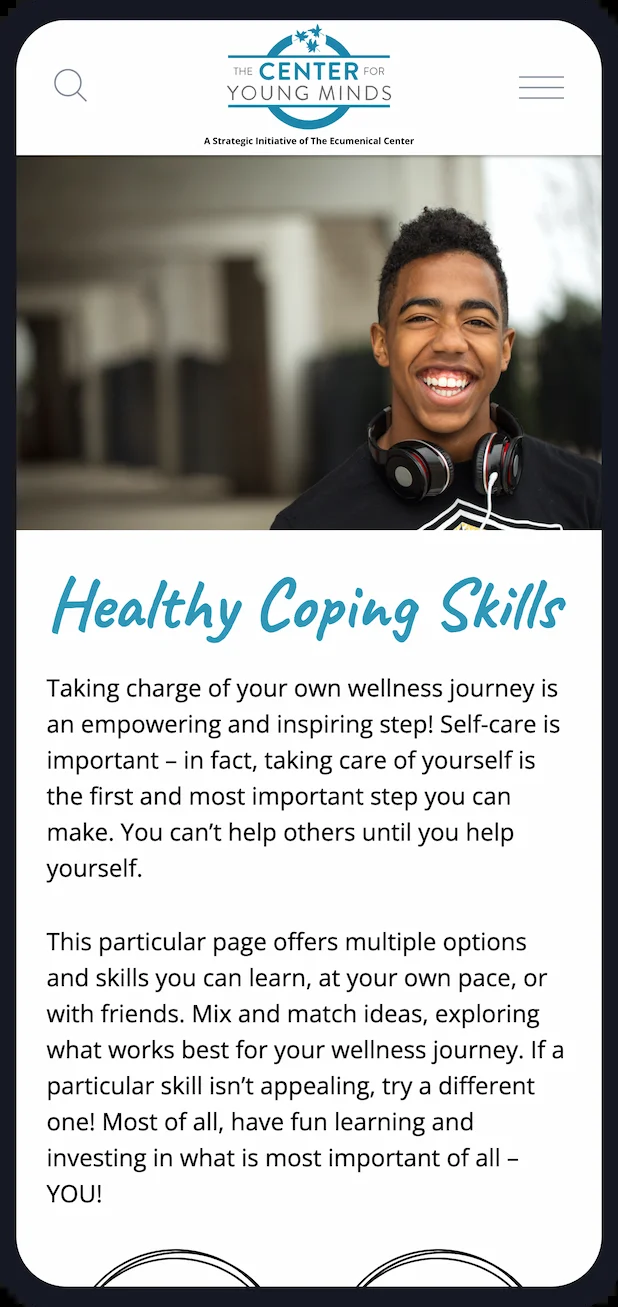 THE CENTER FOR
YOUNG MINDS
A Strategic Initiative of The Ecumenical Center
Healthy Coping Skills
Taking charge of your own wellness journey is
an empowering and inspiring step! Self-care is
important – in fact, taking care of yourself is
the first and most important step you can
make. You can’t help others until you help
yourself.
This particular page offers multiple options
and skills you can learn, at your own pace, or
with friends. Mix and match ideas, exploring
what works best for your wellness journey. If a
particular skill isn’t appealing, try a different
one! Most of all, have fun learning and
investing in what is most important of all –
YOU!